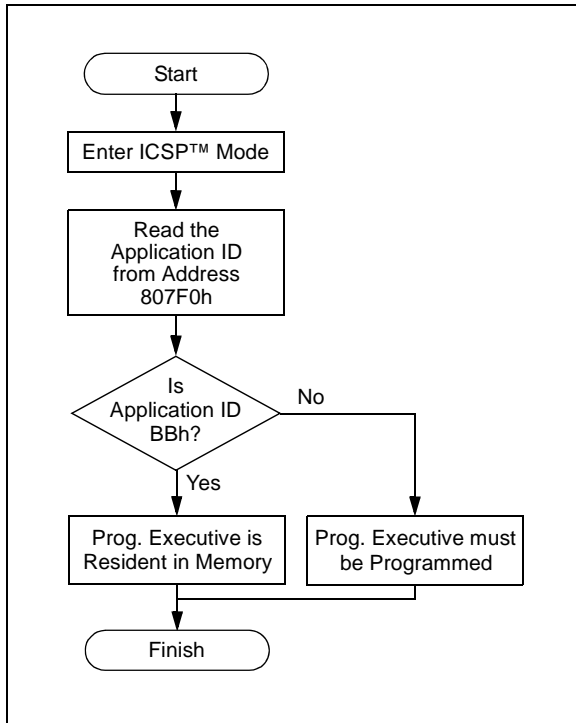 Start
Enter ICSP™ Mode
Read the
Application ID
from Address
807F0h
Is
Application ID
BBh?
No
Yes
Prog. Executive is
Resident in Memory
Prog. Executive must
be Programmed
Finish